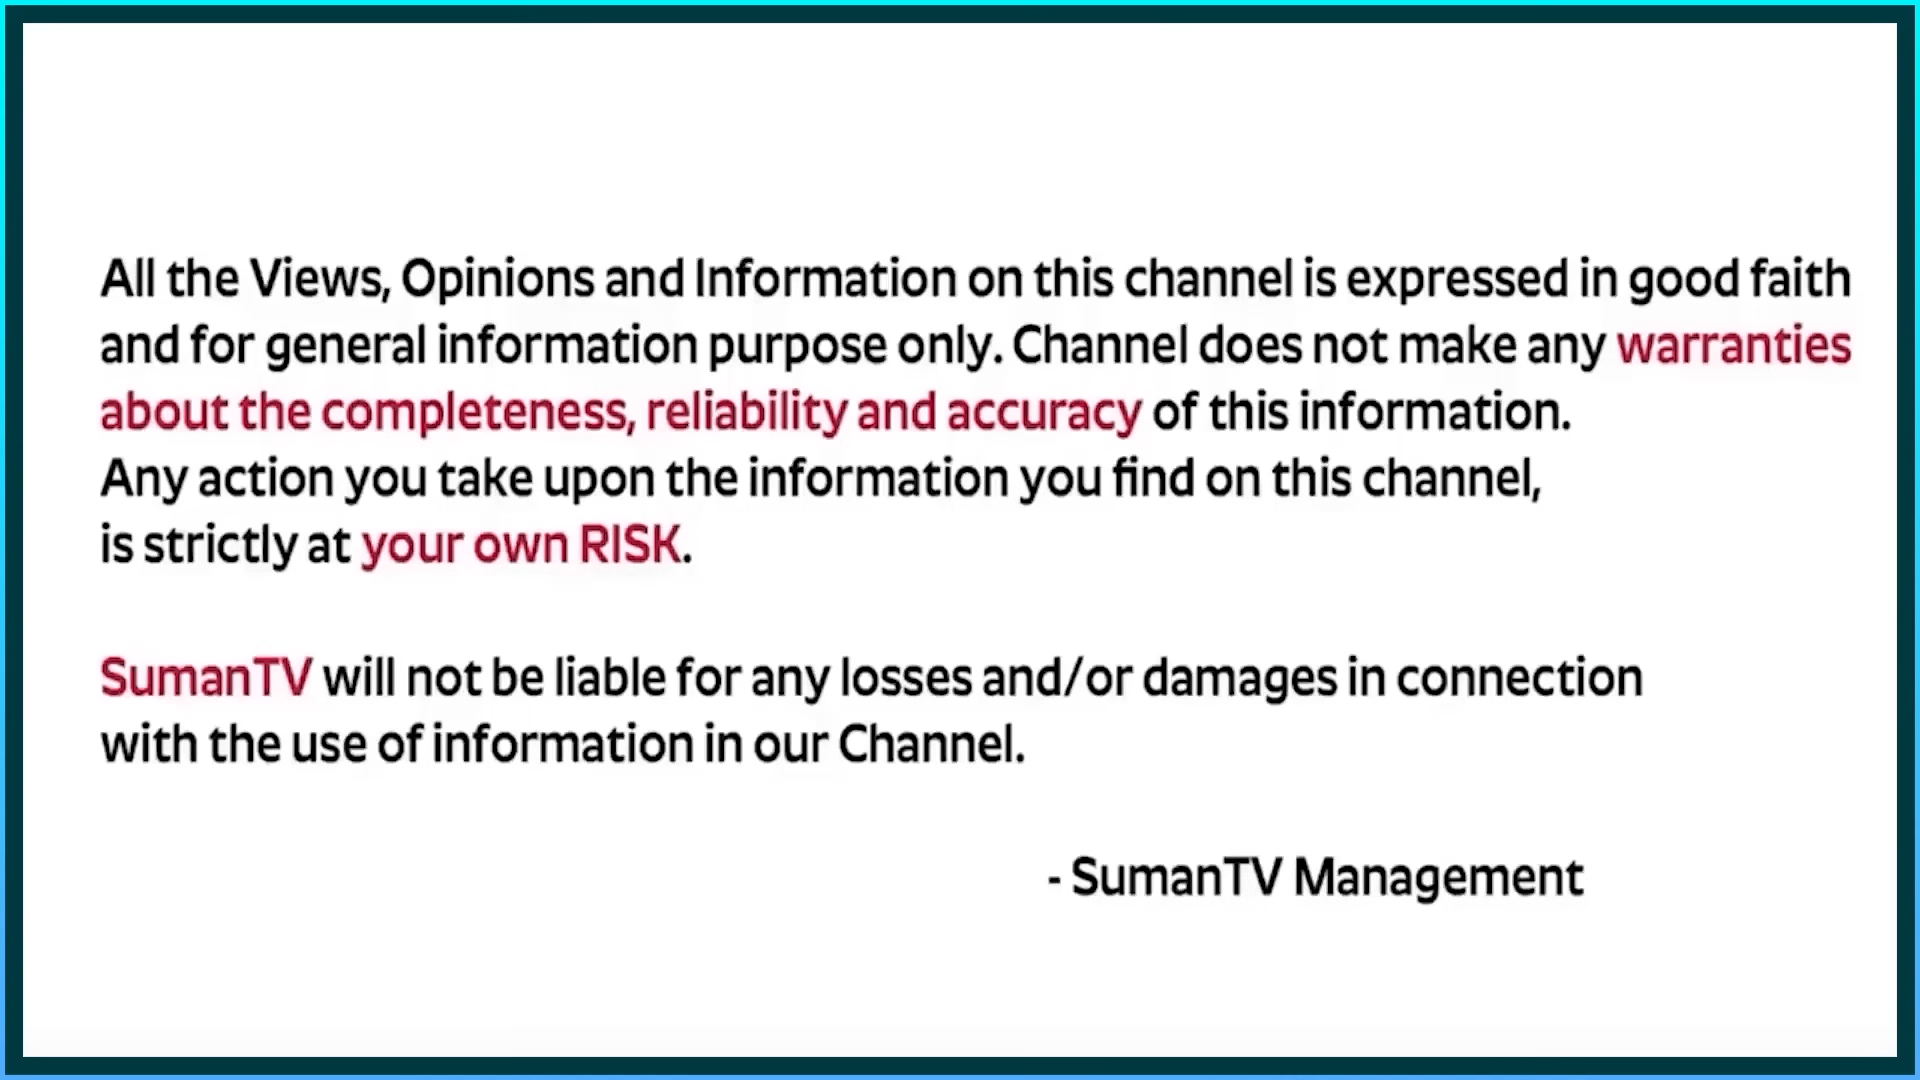 All the Views, Opinions and Information on this channel is expressed in good faith
and for general information purpose only. Channel does not make any warranties
about the completeness, reliability and accuracy of this information.
Any action you take upon the information you find on this channel,
is strictly at your own RISK.
SumanTV will not be liable for any losses and/or damages in connection
with the use of information in our Channel.
- SumanTV Management